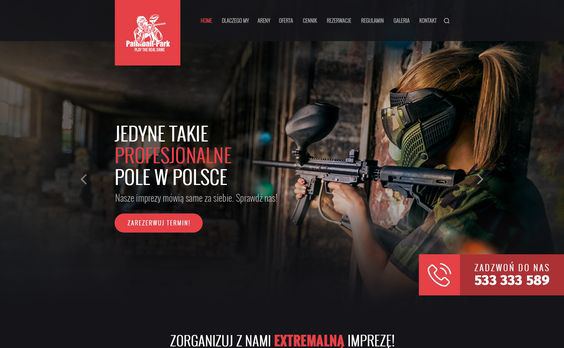 Paintball-Park
PLAY THE REAL GAME
HOME DLACZEGO MY ARENY OFERTA CENNIK REZERWACJE REGULAMIN GALERIA KONTAKT
JEDYNE TAKIE
PROFESJONALNE
POLE W POLSCE
Nasze imprezy mówią same za siebie. Sprawdź nas!
ZAREZERWUJ TERMIN!
ZADZWOŃ DO NAS
533 333 589
ZORGANIZUJ Z NAMI EXTREMALNĄ IMPREZĘ!